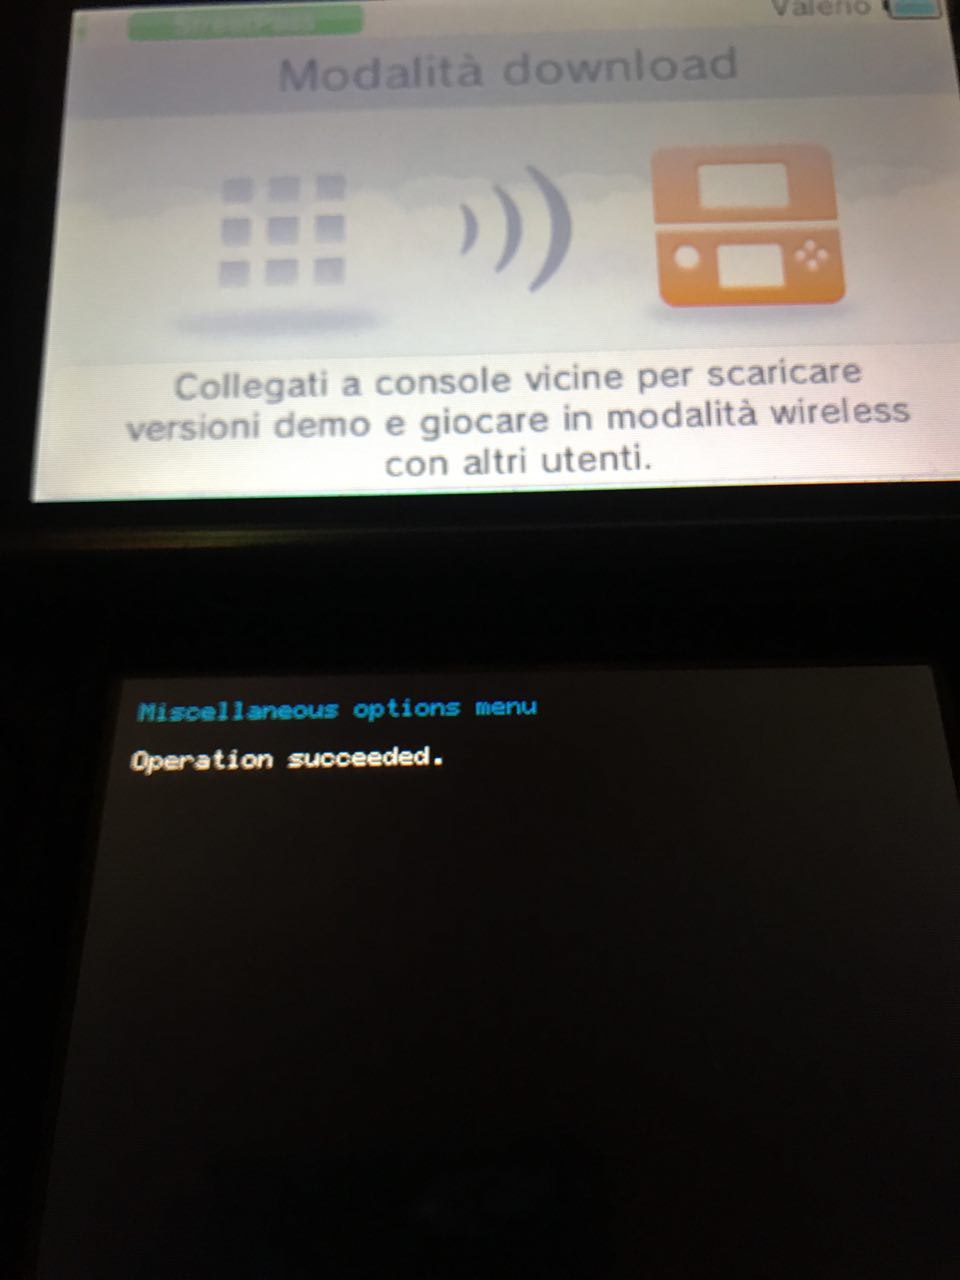 Valerio
Modalità download
Collegati a console vicine per scaricare
versioni demo e giocare in modalità wireless
con altri utenti.
Miscellaneous options menu
Operation succeeded.